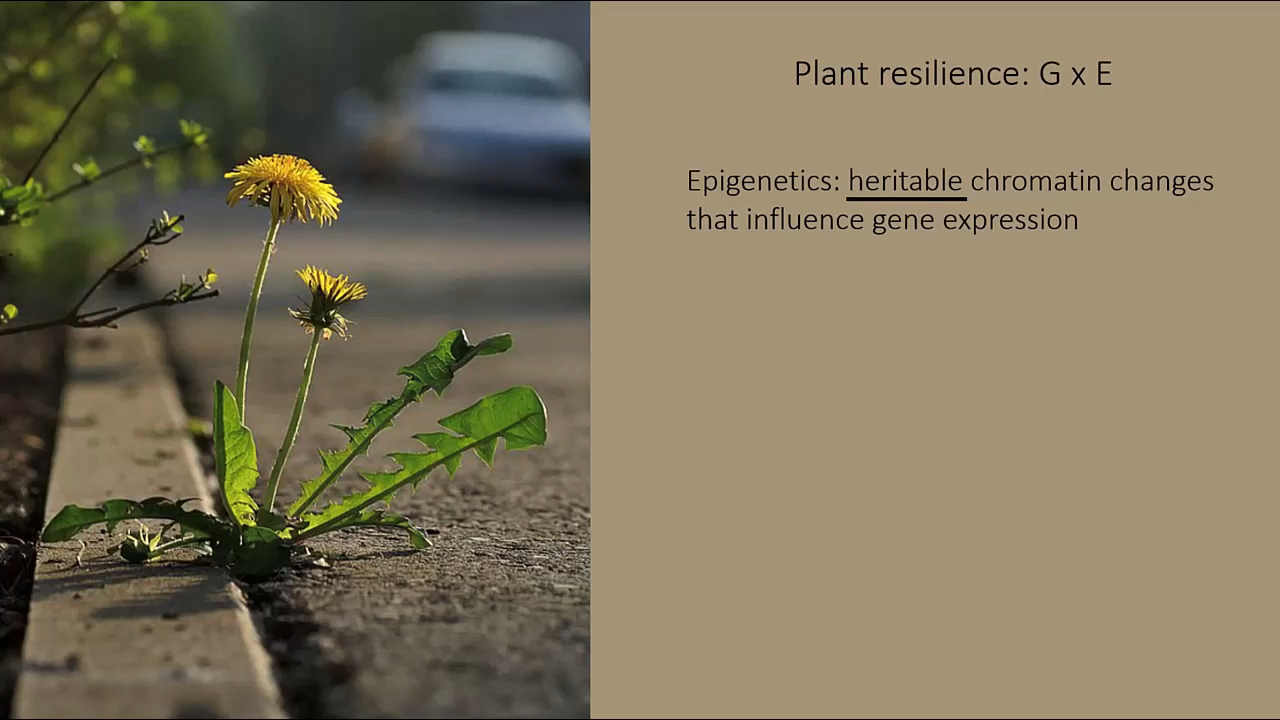 Plant resilience: G x E
Epigenetics: heritable chromatin changes
that influence gene expression